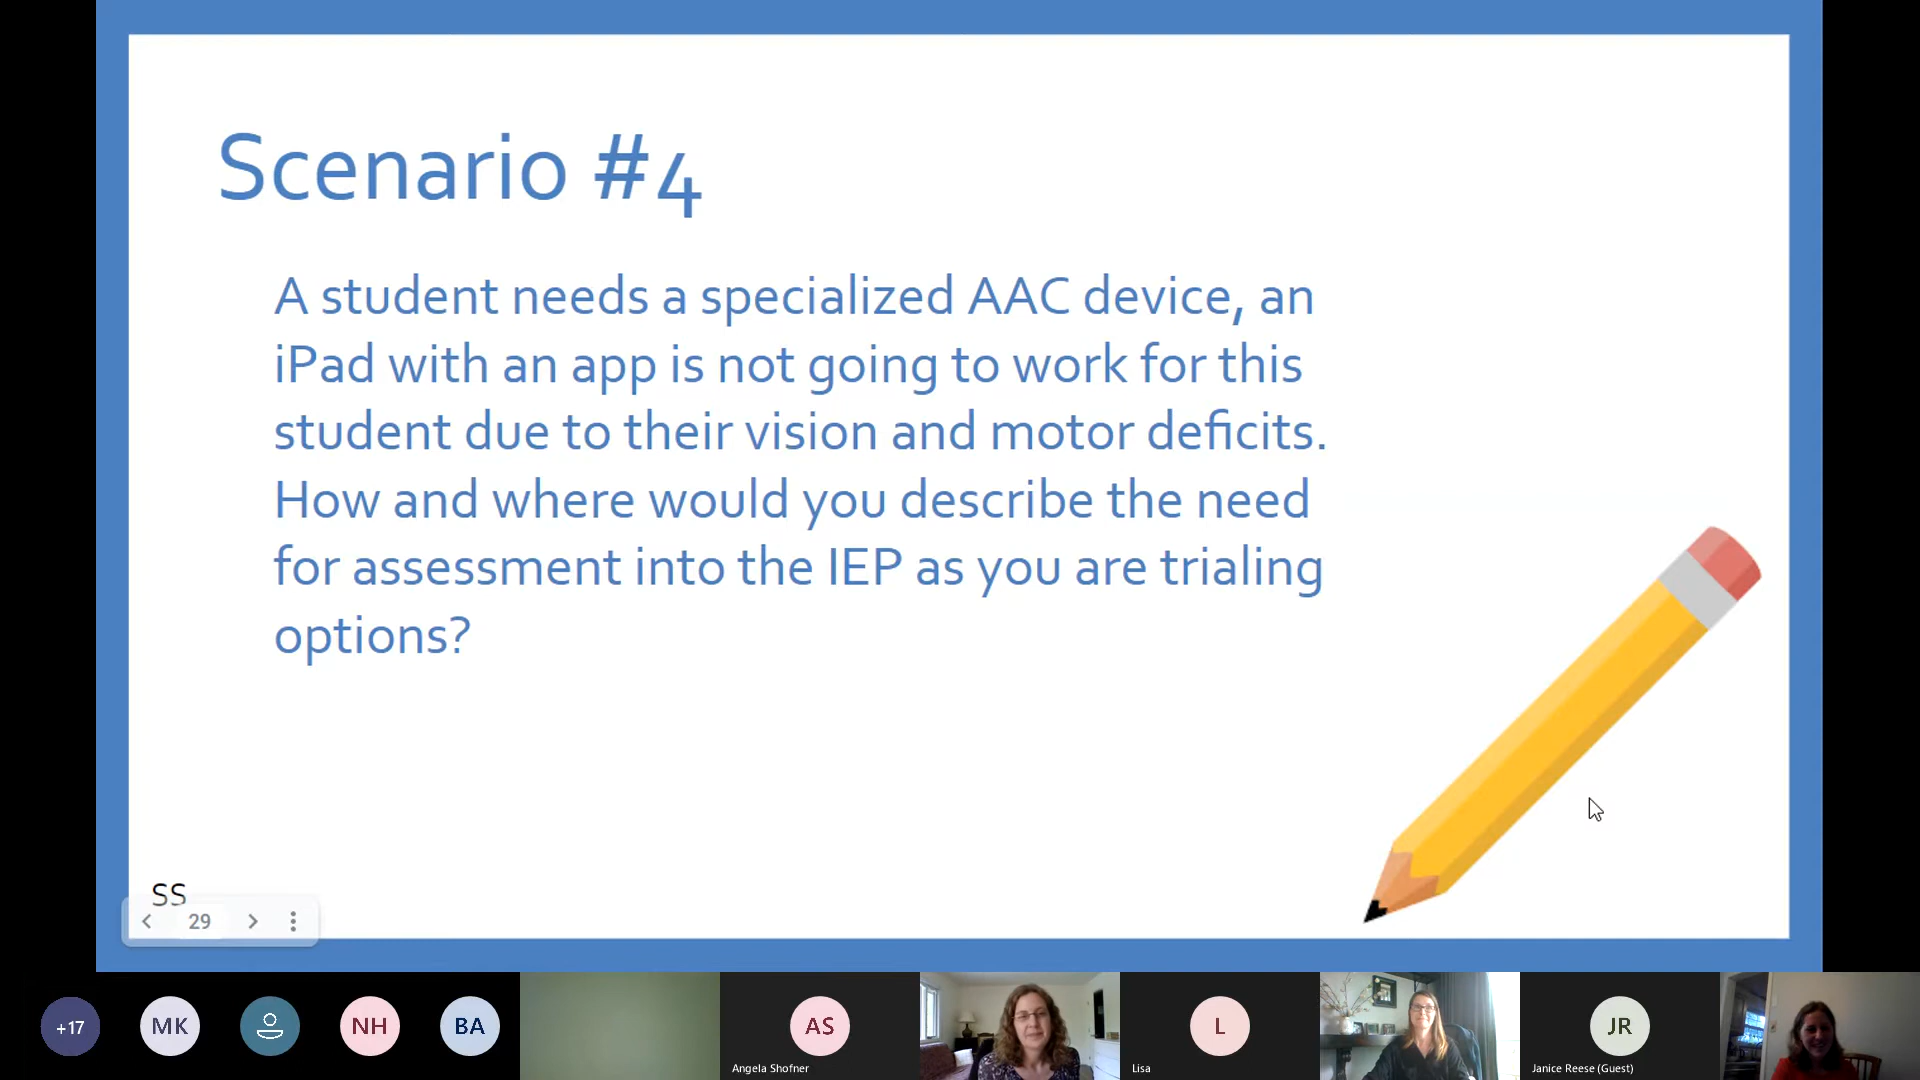 Scenario #4
A student needs a specialized AAC device, an
iPad with an app is not going to work for this
student due to their vision and motor deficits.
How and where would you describe the need
for assessment into the IEP as you are trialing
options?
SS
29
+17
MK
NH
BA
AS
Angela Shofner
L
Lisa
JR
Janice Reese (Guest)